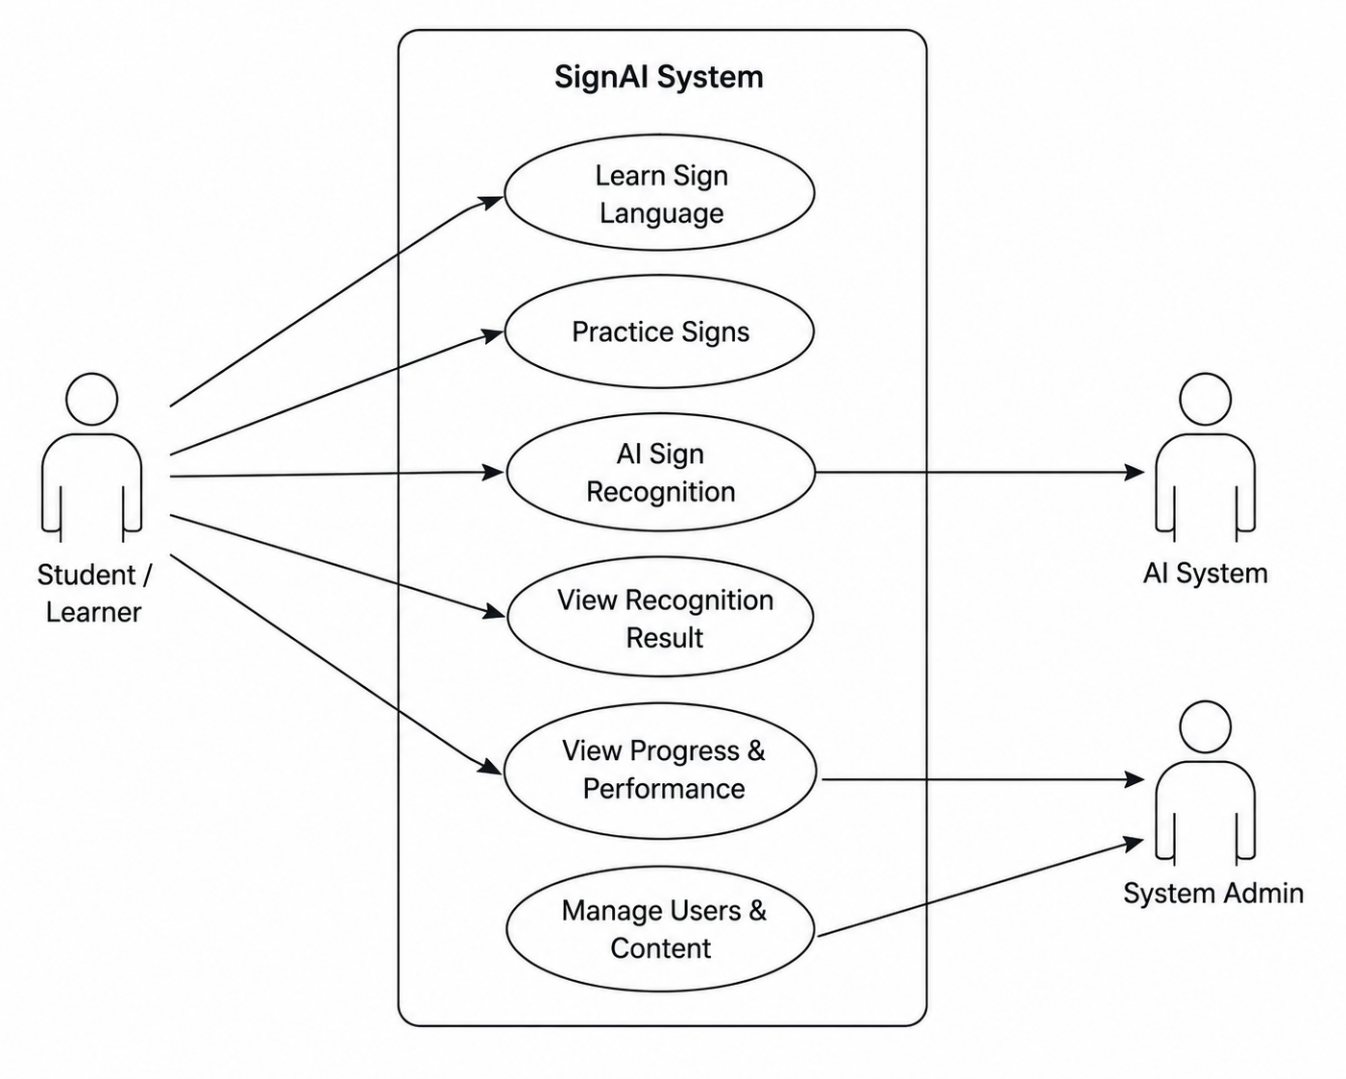 SignAI System
Learn Sign
Language
Practice Signs
AI Sign
Recognition
View Recognition
Result
View Progress &
Performance
Manage Users &
Content
Student /
Learner
AI System
System Admin